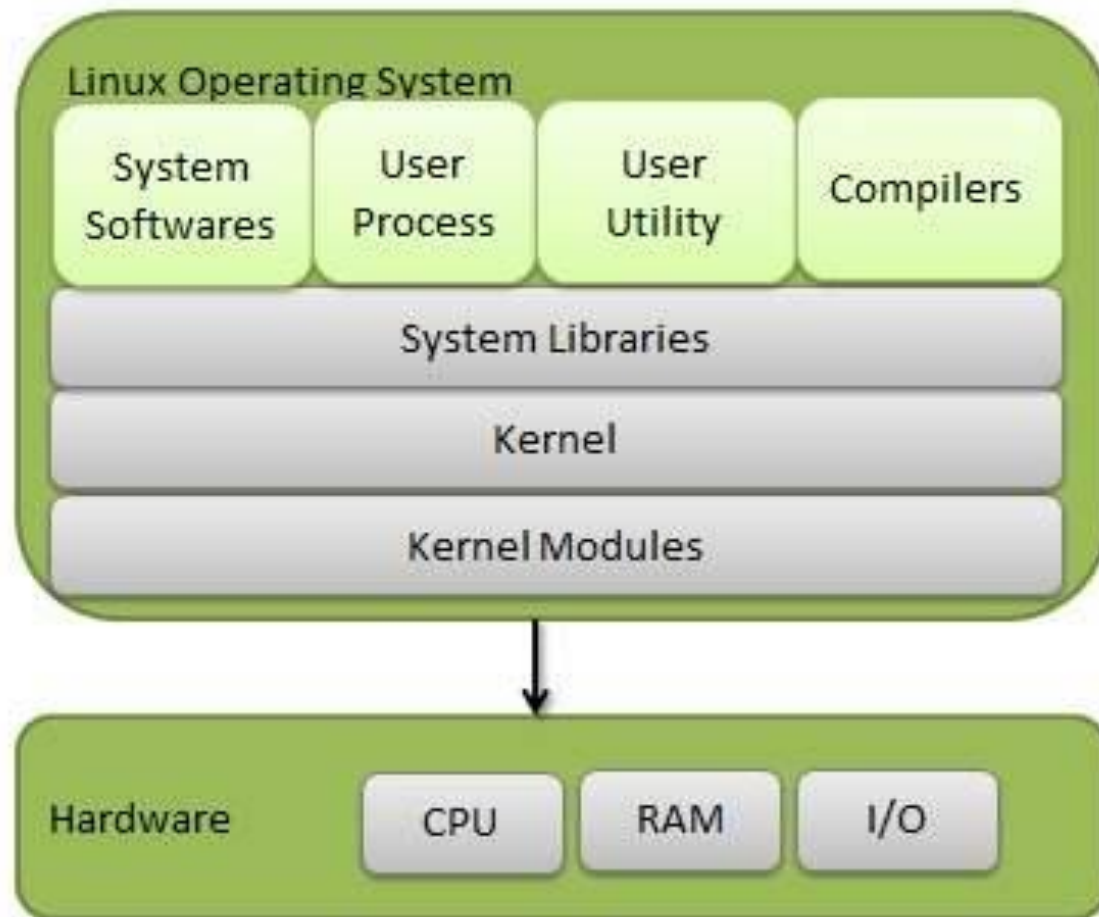 Linux Operating System
System
Softwares
User
Process
User
Utility
Compilers
System Libraries
Kernel
Kernel Modules
Hardware
CPU
RAM
I/O